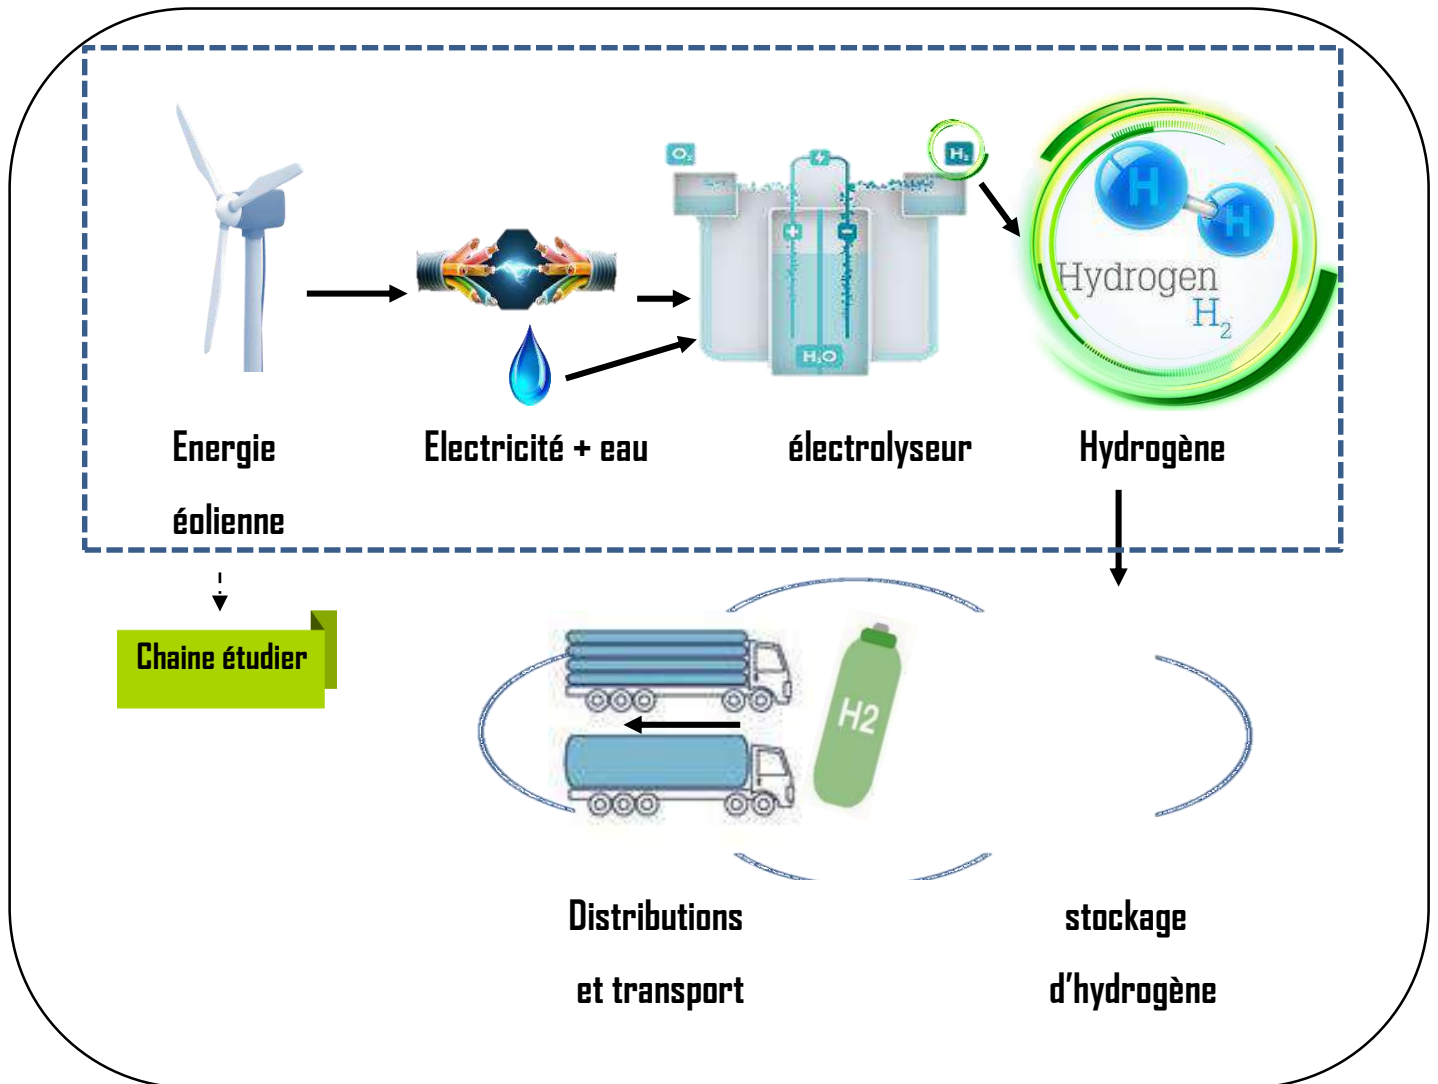 O₂
H₂
+
-
H₂O
H
H
Hydrogen
H₂
Energie
éolienne
Electricité + eau
électrolyseur
Hydrogène
Chaine étudier
H2
Distributions
et transport
stockage
d'hydrogène